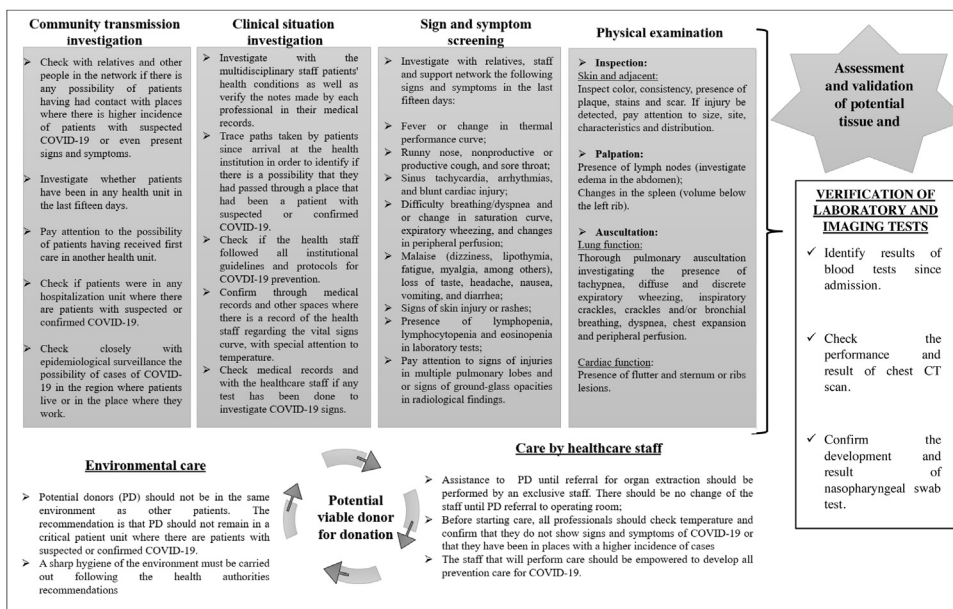 Community transmission
investigation
Check with relatives and other
people in the network if there is
any possibility of patients
having had contact with places
where there is higher incidence
of patients with suspected
COVID-19 or even present
signs and symptoms.
Investigate whether patients
have been in any health unit in
the last fifteen days.
Pay attention to the possibility
of patients having received first
care in another health unit.
Check if patients were in any
hospitalization unit where there
are patients with suspected or
confirmed COVID-19.
Check closely with
epidemiological surveillance the
possibility of cases of COVID-
19 in the region where patients
live or in the place where they
work.
Clinical situation
investigation
Investigate with the
multidisciplinary staff patients'
health conditions as well as
verify the notes made by each
professional in their medical
records.
Trace paths taken by patients
since arrival at the health
institution in order to identify if
there is a possibility that they
had passed through a place that
had been a patient with
suspected or confirmed
COVID-19.
Check if the health staff
followed all institutional
guidelines and protocols for
COVDI-19 prevention.
Confirm through medical
records and other spaces where
there is a record of the health
staff regarding the vital signs
curve, with special attention to
temperature.
Check medical records and
with the healthcare staff if any
test has been done to
investigate COVID-19 signs.
Sign and symptom
screening
Investigate with relatives, staff
and support network the following
signs and symptoms in the last
fifteen days:
Fever or change in thermal
performance curve;
Runny nose, nonproductive or
productive cough, and sore throat;
Sinus tachycardia, arrhythmias,
and blunt cardiac injury;
Difficulty breathing/dyspnea and
or change in saturation curve,
expiratory wheezing, and changes
in peripheral perfusion;
Malaise (dizziness, lipothymia,
fatigue, myalgia, among others),
loss of taste, headache, nausea,
vomiting, and diarrhea;
Signs of skin injury or rashes;
Presence of lymphopenia,
lymphocytopenia and eosinopenia
in laboratory tests;
Pay attention to signs of injuries
in multiple pulmonary lobes and
or signs of ground-glass opacities
in radiological findings.
Physical examination
Inspection:
Skin and adjacent:
Inspect color, consistency, presence of
plaque, stains and scar. If injury be
detected, pay attention to size, site,
characteristics and distribution.
Palpation:
Presence of lymph nodes (investigate
edema in the abdomen);
Changes in the spleen (volume below
the left rib).
Auscultation:
Lung function:
Thorough pulmonary auscultation
investigating the presence of
tachypnea, diffuse and discrete
expiratory wheezing, inspiratory
crackles, crackles and/or bronchial
breathing, dyspnea, chest expansion
and peripheral perfusion.
Cardiac function:
Presence of flutter and sternum or ribs
lesions.
Assessment
and validation
of potential
tissue and
VERIFICATION OF
LABORATORY AND
IMAGING TESTS
✓ Identify results of
blood tests since
admission.
✓ Check the
performance and
result of chest CT
scan.
✓ Confirm the
development and
result of
nasopharyngeal swab
test.
Environmental care
Potential donors (PD) should not be in the same
environment as other patients. The
recommendation is that PD should not remain in a
critical patient unit where there are patients with
suspected or confirmed COVID-19.
A sharp hygiene of the environment must be carried
out following the health authorities
recommendations
Potential
viable donor
for donation
Care by healthcare staff
Assistance to PD until referral for organ extraction should be
performed by an exclusive staff. There should be no change of the
staff until PD referral to operating room;
Before starting care, all professionals should check temperature and
confirm that they do not show signs and symptoms of COVID-19 or
that they have been in places with a higher incidence of cases
The staff that will perform care should be empowered to develop all
prevention care for COVID-19.